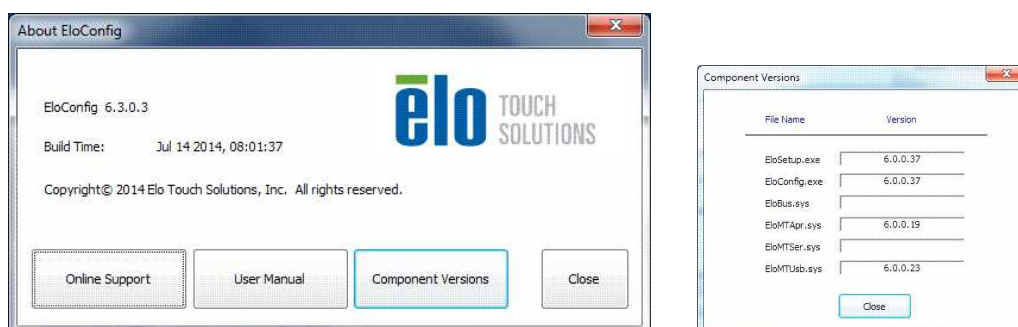 About EloConfig
EloConfig 6.3.0.3
Build Time: Jul 14 2014, 08:01:37
Copyright© 2014 Elo Touch Solutions, Inc. All rights reserved.
ēlo TOUCH
SOLUTIONS
Online Support
User Manual
Component Versions
Close
Component Versions
File Name Version
EloSetup.exe 6.0.0.37
EloConfig.exe 6.0.0.37
EloBus.sys
EloMTApr.sys 6.0.0.19
EloMTSer.sys
EloMTUsb.sys 6.0.0.23
Close